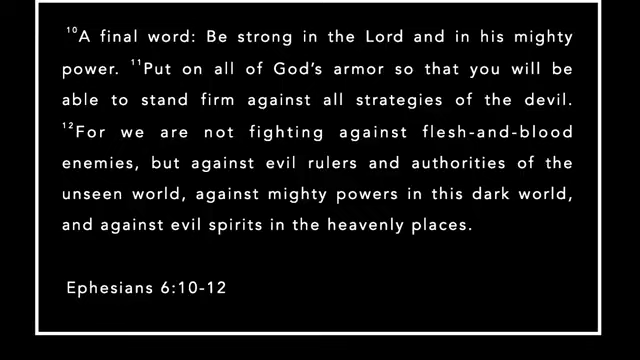 ¹⁰A final word: Be strong in the Lord and in his mighty
power. ¹¹Put on all of God's armor so that you will be
able to stand firm against all strategies of the devil.
¹²For we are not fighting against flesh-and-blood
enemies, but against evil rulers and authorities of the
unseen world, against mighty powers in this dark world,
and against evil spirits in the heavenly places.
Ephesians 6:10-12